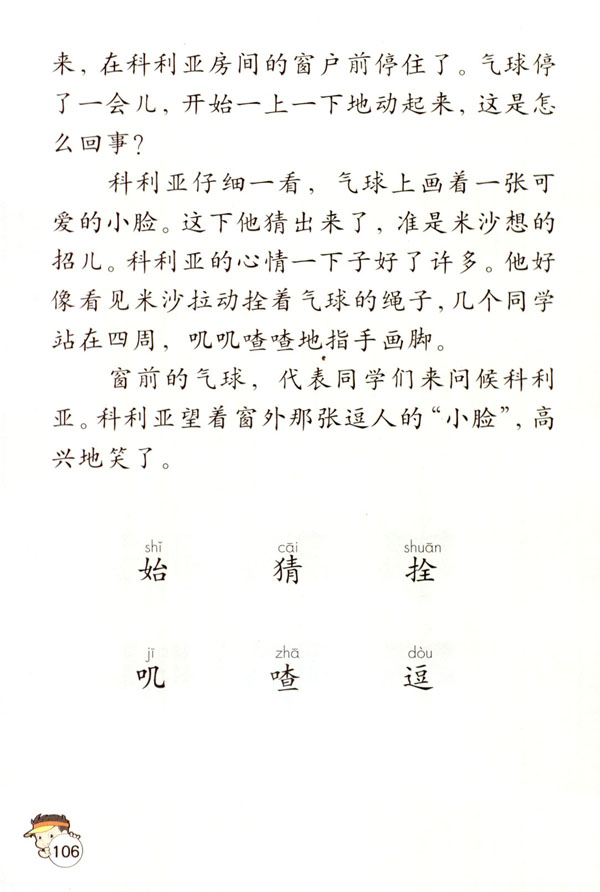 来，在科利亚房间的窗户前停住了。气球停
了一会儿，开始一上一下地动起来，这是怎
么回事？
科利亚仔细一看，气球上画着一张可
爱的小脸。这下他猜出来了，准是米沙想的
招儿。科利亚的心情一下子好了许多。他好
像看见米沙拉动拴着气球的绳子，几个同学
站在四周，叽叽喳喳地指手画脚。
窗前的气球，代表同学们来问候科利
亚。科利亚望着窗外那张逗人的“小脸”，高
兴地笑了。
shǐ cāi shuān
始 猜 拴
jī zhā dòu
叽 喳 逗
106